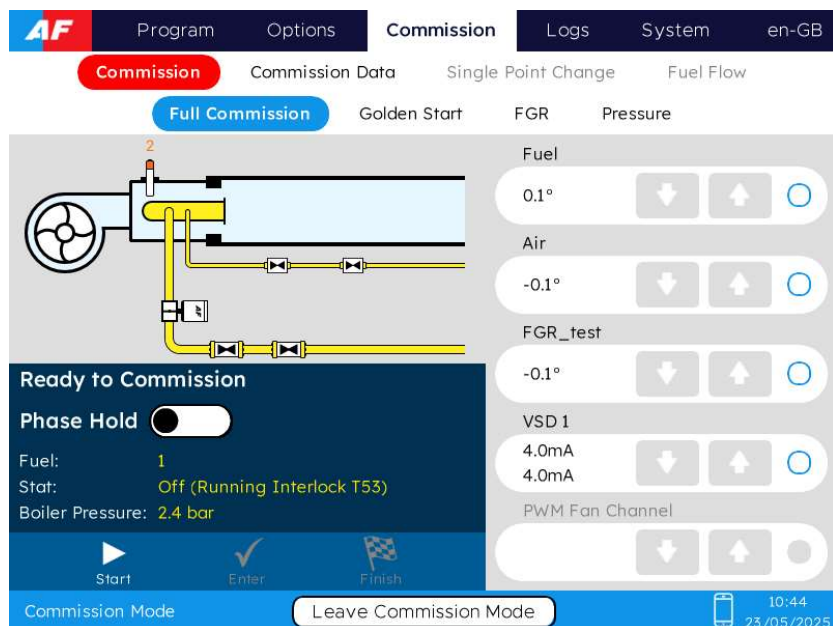 AF Program Options Commission Logs System en-GB
Commission Commission Data Single Point Change Fuel Flow
Full Commission Golden Start FGR Pressure
2
Fuel
0.1°
Air
-0.1°
FGR_test
-0.1°
VSD 1
4.0mA
4.0mA
PWM Fan Channel
Ready to Commission
Phase Hold
Fuel: 1
Stat: Off (Running Interlock T53)
Boiler Pressure: 2.4 bar
Start Enter Finish
Commission Mode Leave Commission Mode 10:44
23/05/2025